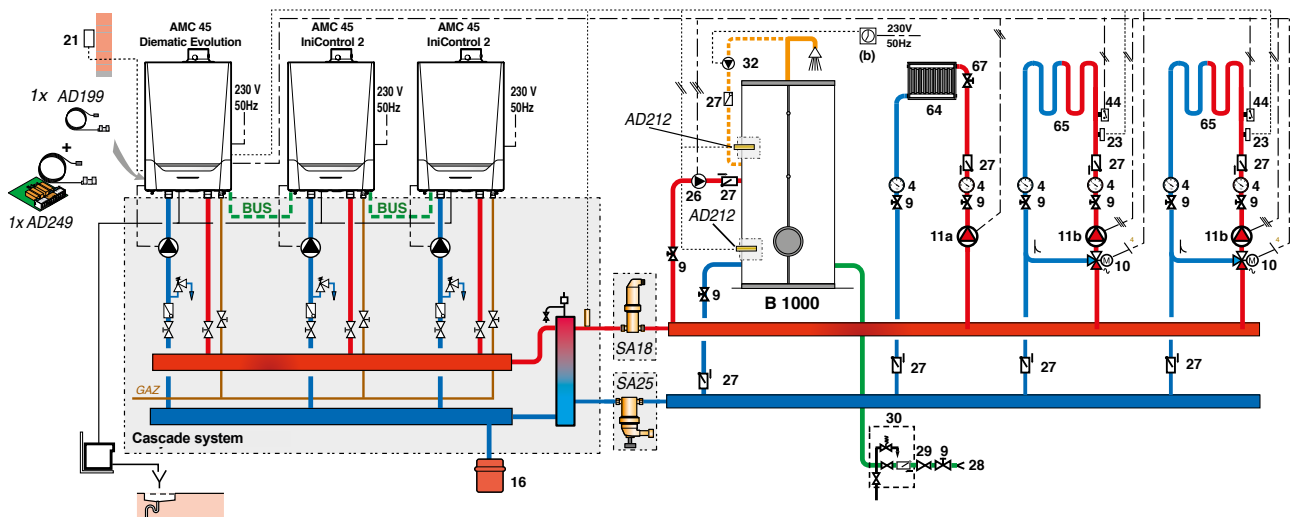 21
AMC 45
Diematic Evolution
AMC 45
IniControl 2
AMC 45
IniControl 2
230 V
50Hz
230 V
50Hz
230 V
50Hz
1x AD199
+
1x AD249
BUS
BUS
GAZ
Cascade system
16
SA18
SA25
32
27
AD212
26
27
AD212
9
9
B 1000
(b)
230V
50Hz
67
64
65
65
44
44
23
23
27
27
27
4
4
4
4
4
4
9
9
9
9
9
9
11a
11b
11b
4
4
M
M
10
10
27
27
27
27
30
29
9
28